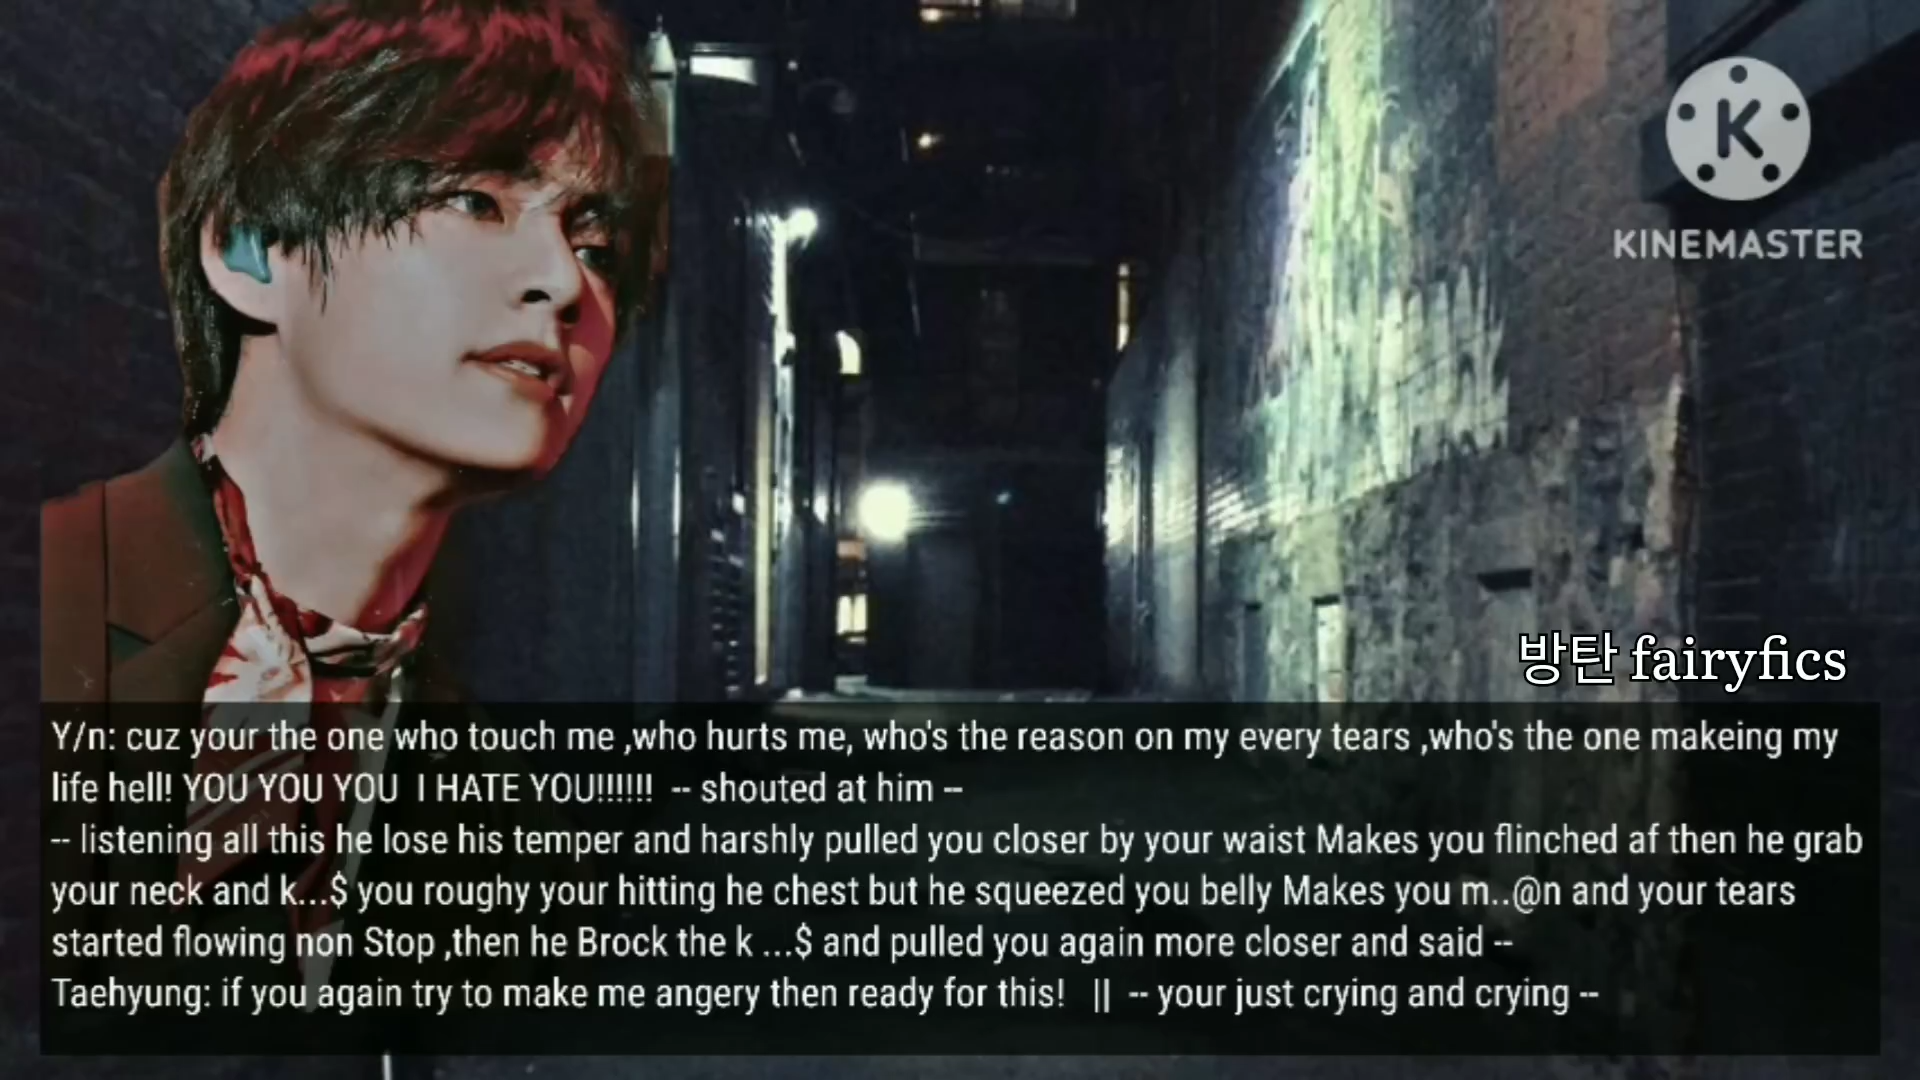 K
KINEMASTER
방탄 fairyfics
Y/n: cuz your the one who touch me ,who hurts me, who's the reason on my every tears ,who's the one makeing my
life hell! YOU YOU YOU  I HATE YOU!!!!!!  -- shouted at him --
-- listening all this he lose his temper and harshly pulled you closer by your waist Makes you flinched af then he grab
your neck and k...$ you roughy your hitting he chest but he squeezed you belly Makes you m..@n and your tears
started flowing non Stop ,then he Brock the k ...$ and pulled you again more closer and said --
Taehyung: if you again try to make me angery then ready for this!   ||  -- your just crying and crying --